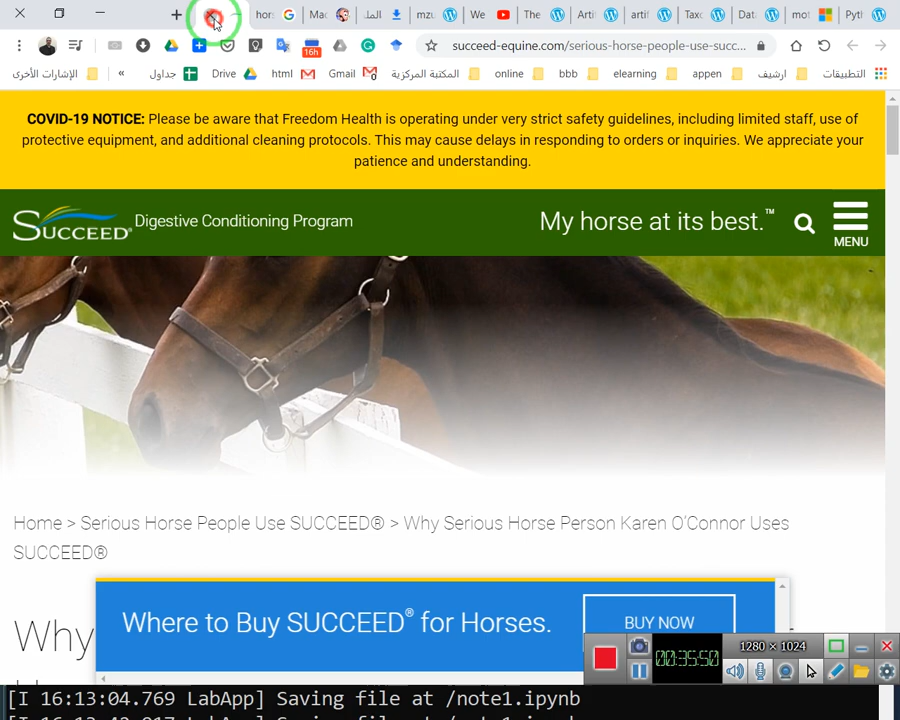 hors
Mac
الملـ
mzu
We
The
Arti
artif
Taxo
Dat
mot
Pyth
16h
succeed-equine.com/serious-horse-people-use-succ...
الإشارات الأخرى
«
جداول
Drive
html
Gmail
المكتبة المركزية
online
bbb
elearning
appen
ارشيف
التطبيقات
COVID-19 NOTICE: Please be aware that Freedom Health is operating under very strict safety guidelines, including limited staff, use of
protective equipment, and additional cleaning protocols. This may cause delays in responding to orders or inquiries. We appreciate your
patience and understanding.
SUCCEED® Digestive Conditioning Program
My horse at its best.™
MENU
Home > Serious Horse People Use SUCCEED® > Why Serious Horse Person Karen O'Connor Uses
SUCCEED®
Where to Buy SUCCEED® for Horses.
BUY NOW
Why
1280 × 1024
00:35:50
[I 16:13:04.769 LabApp] Saving file at /note1.ipynb